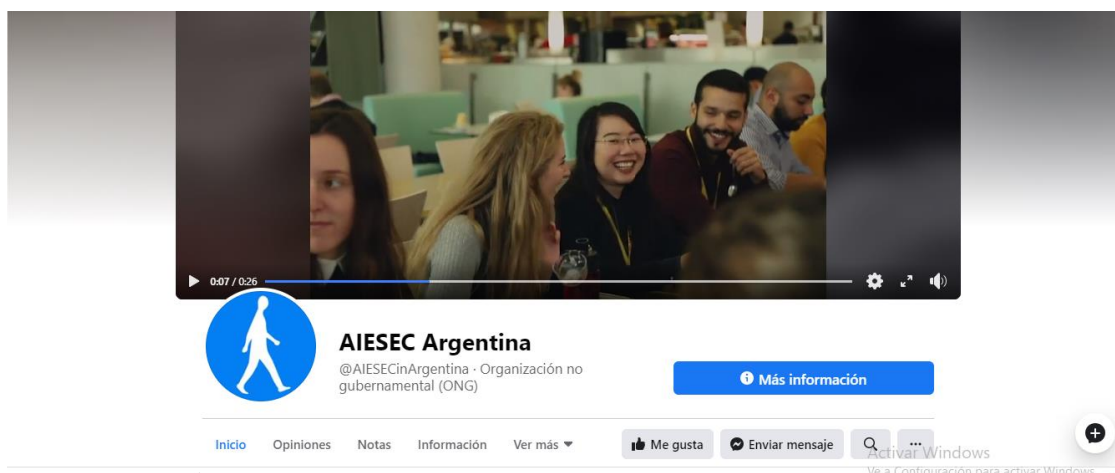 0:07 / 0:26
AIESEC Argentina
@AIESECinArgentina · Organización no
gubernamental (ONG)
Más información
Inicio Opiniones Notas Información Ver más Me gusta Enviar mensaje ...
Activar Windows
Ve a Configuración para activar Windows.